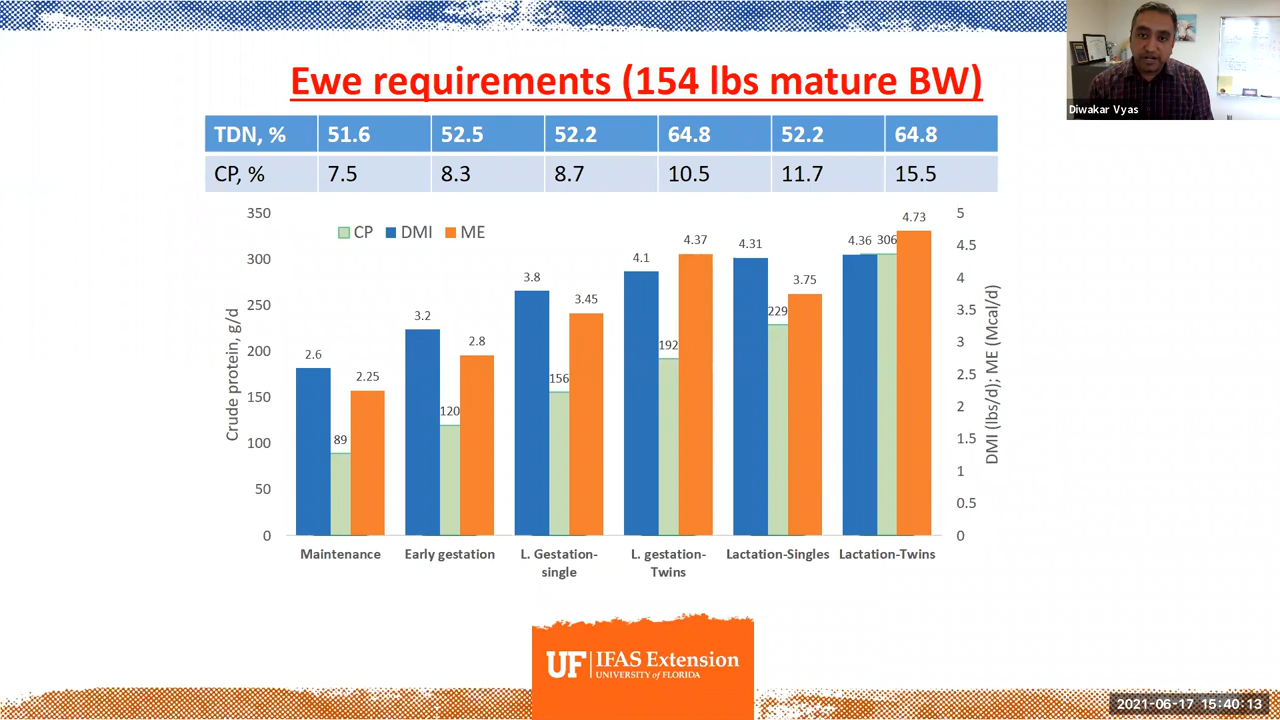 Ewe requirements (154 lbs mature BW)
TDN, % 51.6 52.5 52.2 64.8 52.2 64.8
CP, % 7.5 8.3 8.7 10.5 11.7 15.5
CP DMI ME
Crude protein, g/d
350
300
250
200
150
100
50
0
2.6 89 2.25
3.2 120 2.8
3.8 156 3.45
4.1 192 4.37
4.31 229 3.75
4.36 306 4.73
5
4.5
4
3.5
3
2.5
2
1.5
1
0.5
0
DMI (lbs/d); ME (Mcal/d)
Maintenance
Early gestation
L. Gestation-
single
L. gestation-
Twins
Lactation-Singles
Lactation-Twins
UF IFAS Extension
UNIVERSITY of FLORIDA
Diwakar Vyas
2021-06-17 15:40:13